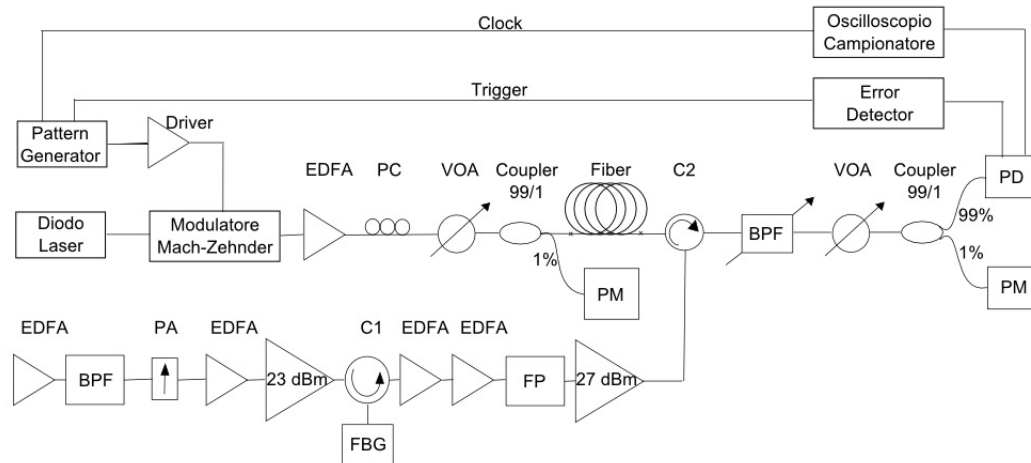 Clock
Oscilloscopio
Campionatore
Trigger
Error
Detector
Pattern
Generator
Driver
EDFA
PC
VOA
Coupler
99/1
Fiber
C2
VOA
Coupler
99/1
PD
Diodo
Laser
Modulatore
Mach-Zehnder
BPF
99%
1%
1%
PM
PM
EDFA
PA
EDFA
C1
EDFA
EDFA
BPF
23 dBm
FP
27 dBm
FBG